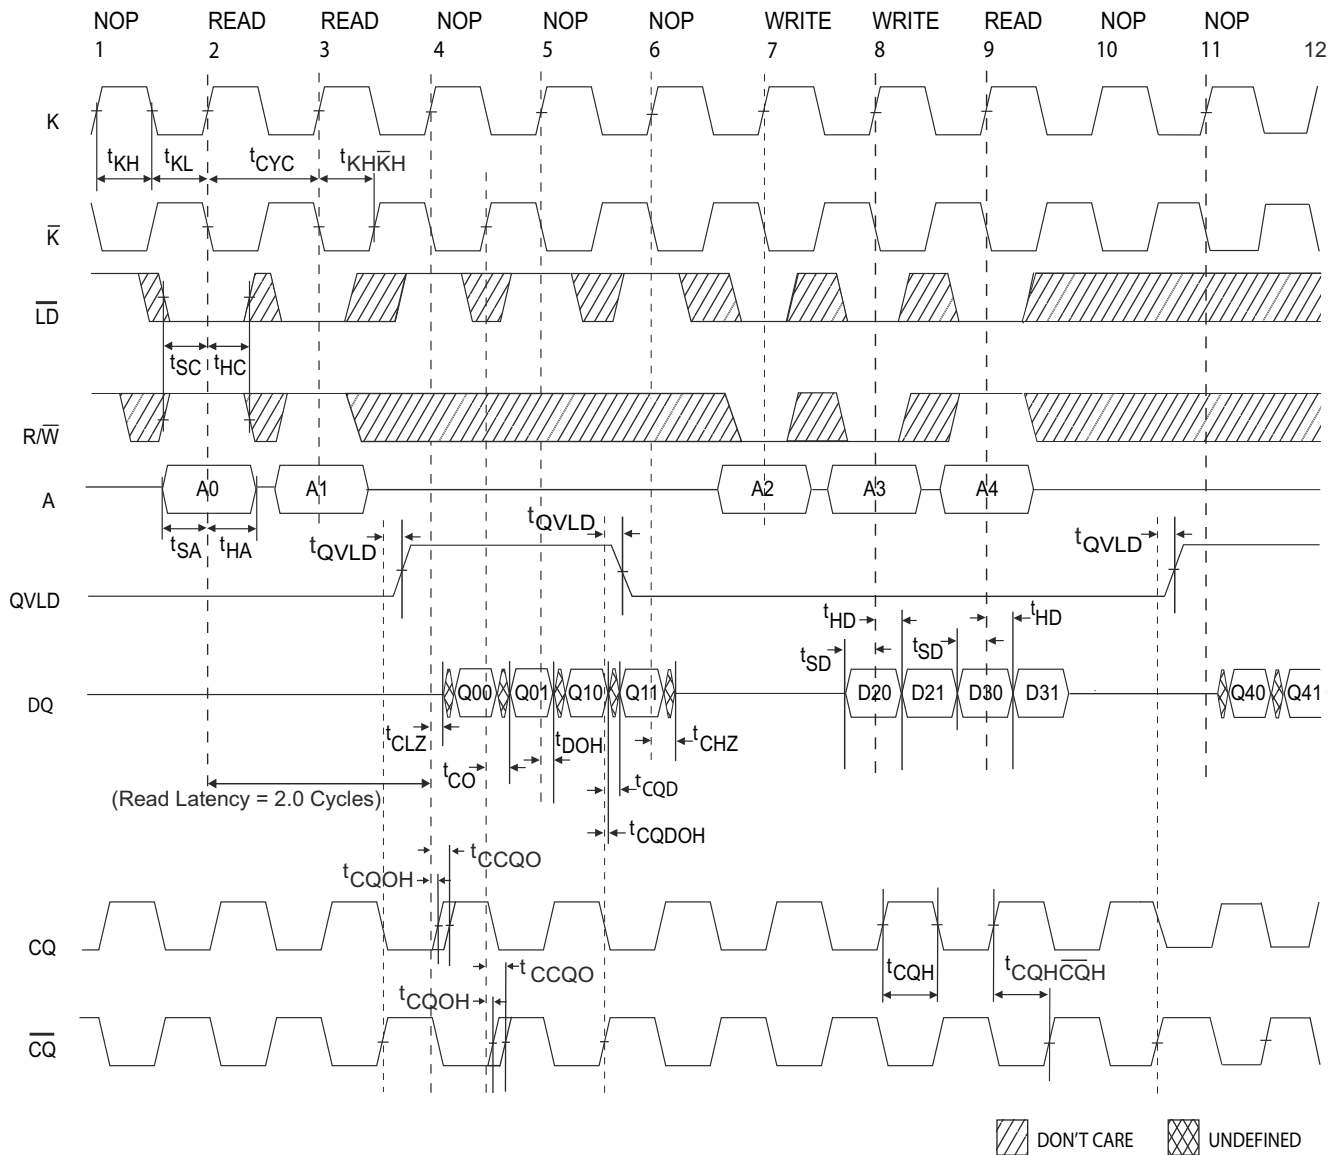 NOP READ READ NOP NOP NOP WRITE WRITE READ NOP NOP
1 2 3 4 5 6 7 8 9 10 11 12
K
tKH tKL tCYC tKHK̅H
K̅
L̅D̅
tSC tHC
R/W̅
A A0 A1 A2 A3 A4
tSA tHA tQVLD tQVLD tQVLD
QVLD
tHD tHD
tSD tSD
DQ Q00 Q01 Q10 Q11 D20 D21 D30 D31 Q40 Q41
tCLZ tDOH tCHZ
tCO tCQD
(Read Latency = 2.0 Cycles)
tCQDOH
tCCQO
tCQOH
CQ
tCCQO tCQH tCQHC̅Q̅H
tCQOH
C̅Q̅
DON'T CARE UNDEFINED